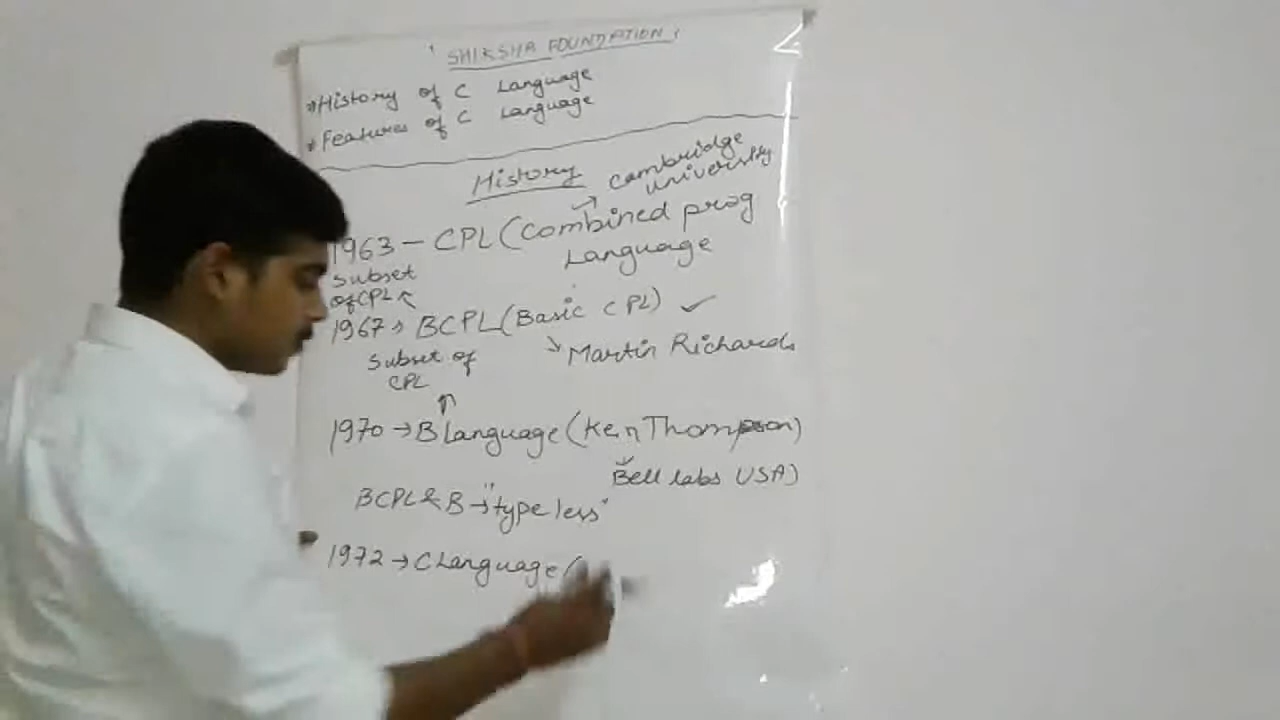 ' SHIKSHA FOUNDATION '
* History of C Language
* Features of C Language
History
→ Cambridge
University
1963 – CPL (Combined prog
Language
Subset
of CPL
1967 → BCPL (Basic CPL) ✓
Subset of
CPL
↘ Martin Richards
1970 → B Language (Ken Thompson)
Bell labs USA)
BCPL & B → "type less"
1972 → C Language (